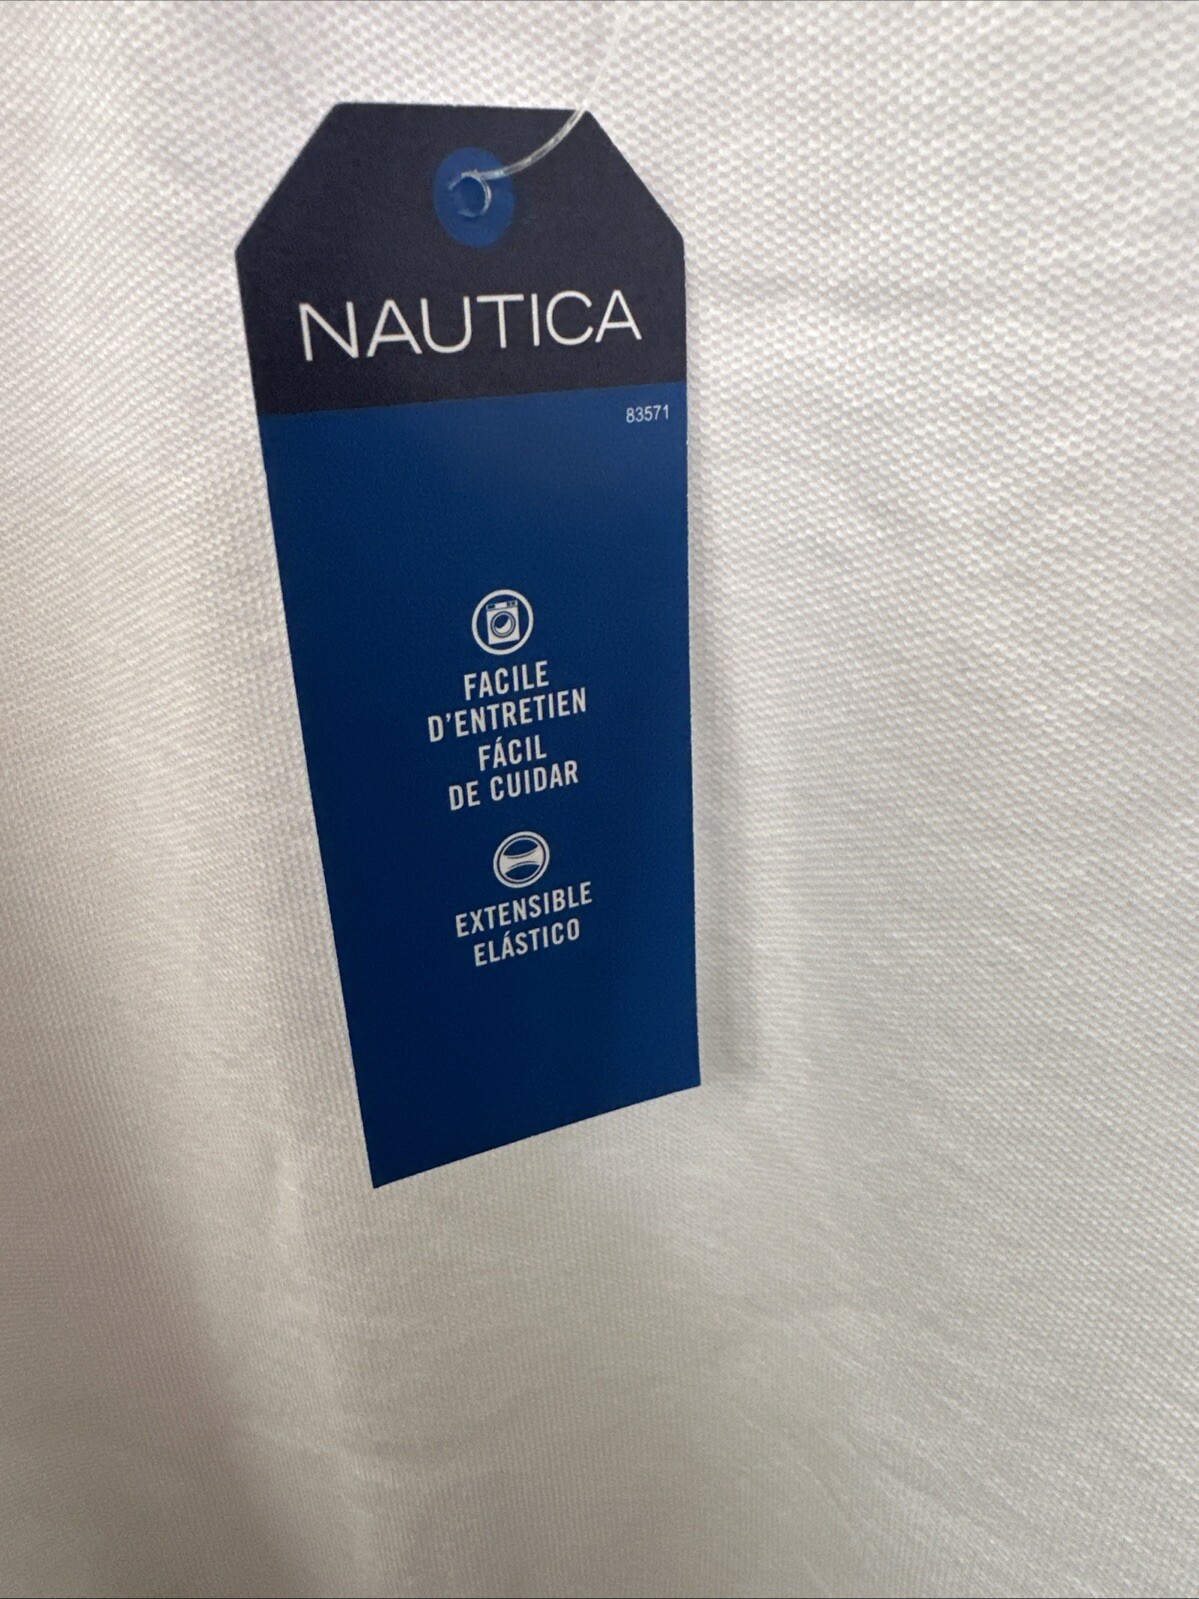 NAUTICA
83571
FACILE
D'ENTRETIEN
FÁCIL
DE CUIDAR
EXTENSIBLE
ELÁSTICO